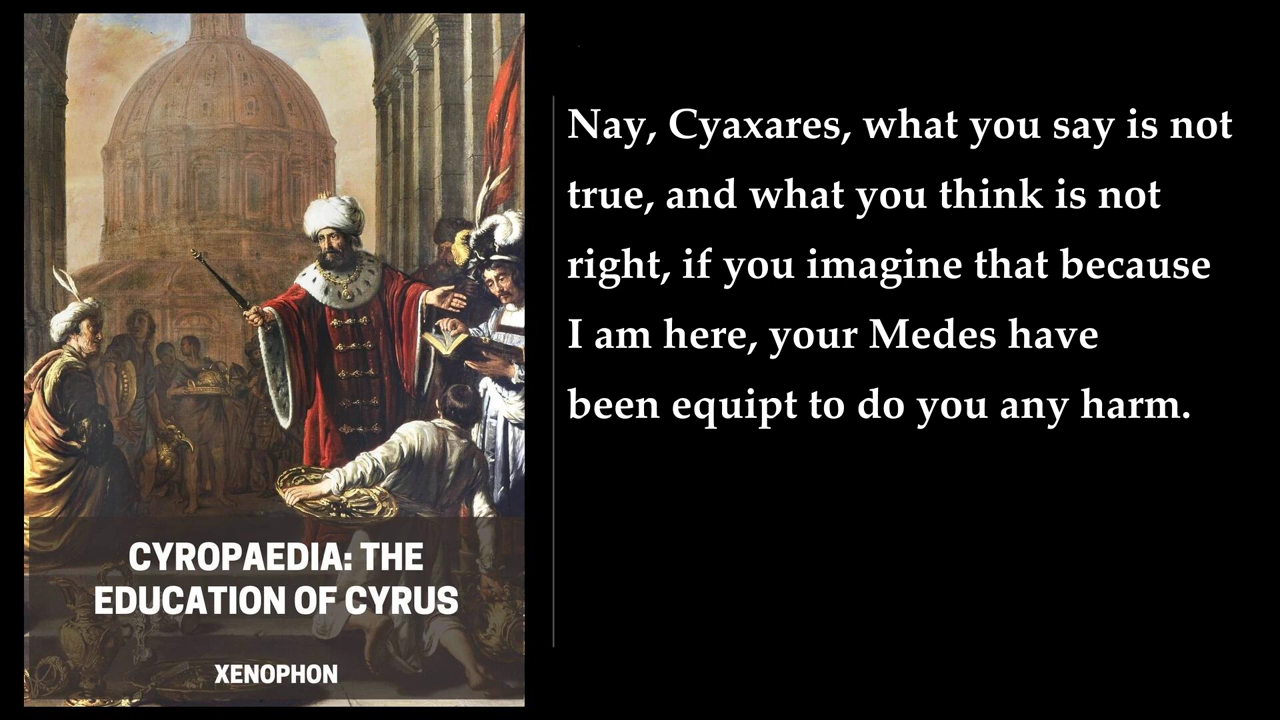 Nay, Cyaxares, what you say is not
true, and what you think is not
right, if you imagine that because
I am here, your Medes have
been equipt to do you any harm.
CYROPAEDIA: THE
EDUCATION OF CYRUS
XENOPHON